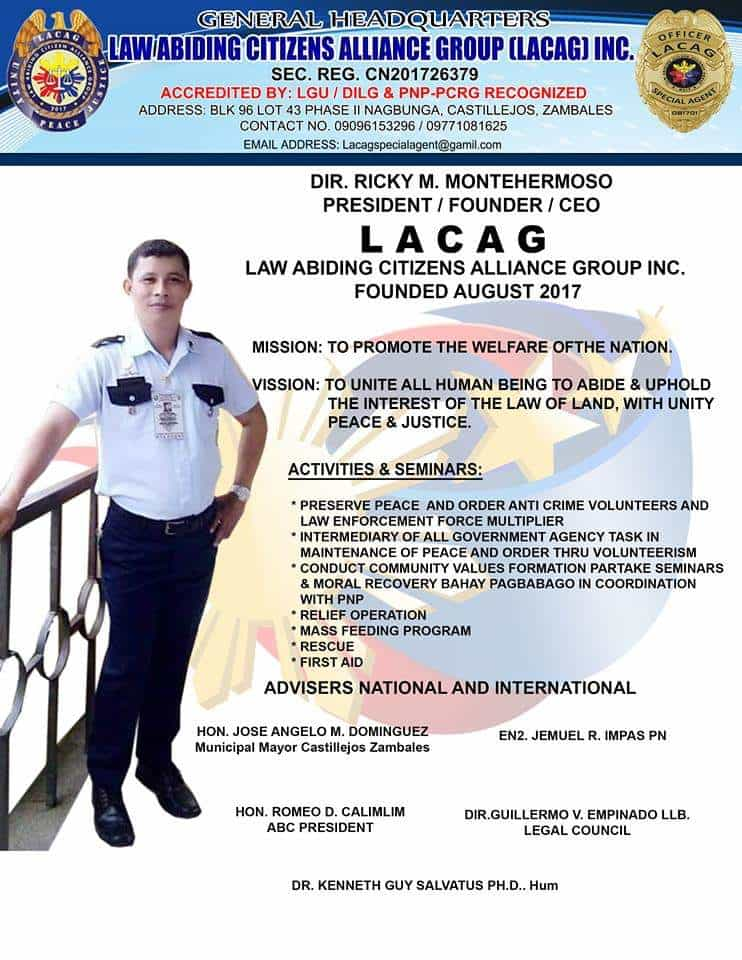 GENERAL HEADQUARTERS
LAW ABIDING CITIZENS ALLIANCE GROUP (LACAG) INC.
SEC. REG. CN201726379
ACCREDITED BY: LGU / DILG & PNP-PCRG RECOGNIZED
ADDRESS: BLK 96 LOT 43 PHASE II NAGBUNGA, CASTILLEJOS, ZAMBALES
CONTACT NO. 09096153296 / 09771081625
EMAIL ADDRESS: Lacagspecialagent@gamil.com
LACAG
UNITY
JUSTICE
PEACE
2017
OFFICER
LACAG
SPECIAL AGENT
DIR. RICKY M. MONTEHERMOSO
PRESIDENT / FOUNDER / CEO
L A C A G
LAW ABIDING CITIZENS ALLIANCE GROUP INC.
FOUNDED AUGUST 2017
MISSION: TO PROMOTE THE WELFARE OFTHE NATION.
VISSION: TO UNITE ALL HUMAN BEING TO ABIDE & UPHOLD
THE INTEREST OF THE LAW OF LAND, WITH UNITY
PEACE & JUSTICE.
ACTIVITIES & SEMINARS:
* PRESERVE PEACE AND ORDER ANTI CRIME VOLUNTEERS AND
LAW ENFORCEMENT FORCE MULTIPLIER
* INTERMEDIARY OF ALL GOVERNMENT AGENCY TASK IN
MAINTENANCE OF PEACE AND ORDER THRU VOLUNTEERISM
* CONDUCT COMMUNITY VALUES FORMATION PARTAKE SEMINARS
& MORAL RECOVERY BAHAY PAGBABAGO IN COORDINATION
WITH PNP
* RELIEF OPERATION
* MASS FEEDING PROGRAM
* RESCUE
* FIRST AID
ADVISERS NATIONAL AND INTERNATIONAL
HON. JOSE ANGELO M. DOMINGUEZ
Municipal Mayor Castillejos Zambales
EN2. JEMUEL R. IMPAS PN
HON. ROMEO D. CALIMLIM
ABC PRESIDENT
DIR.GUILLERMO V. EMPINADO LLB.
LEGAL COUNCIL
DR. KENNETH GUY SALVATUS PH.D.. Hum